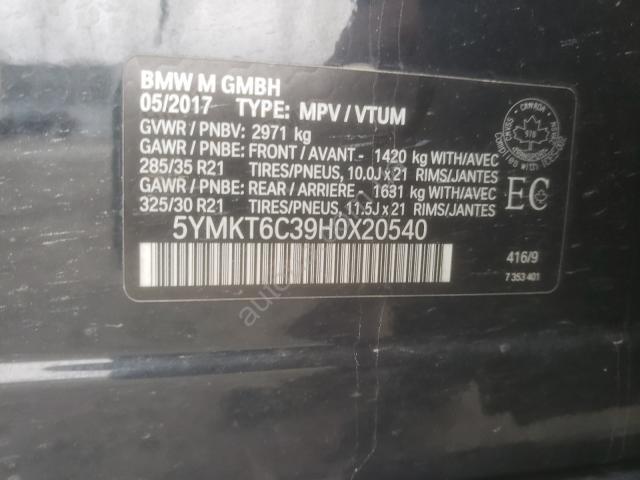 BMW M GMBH
05/2017 TYPE: MPV / VTUM
GVWR / PNBV: 2971 kg
GAWR / PNBE: FRONT / AVANT - 1420 kg WITH/AVEC
285/35 R21 TIRES/PNEUS, 10.0J x 21 RIMS/JANTES
GAWR / PNBE: REAR / ARRIERE - 1631 kg WITH/AVEC
325/30 R21 TIRES/PNEUS, 11.5J x 21 RIMS/JANTES
5YMKT6C39H0X20540
CANADA
EC
416/9
7 353 401